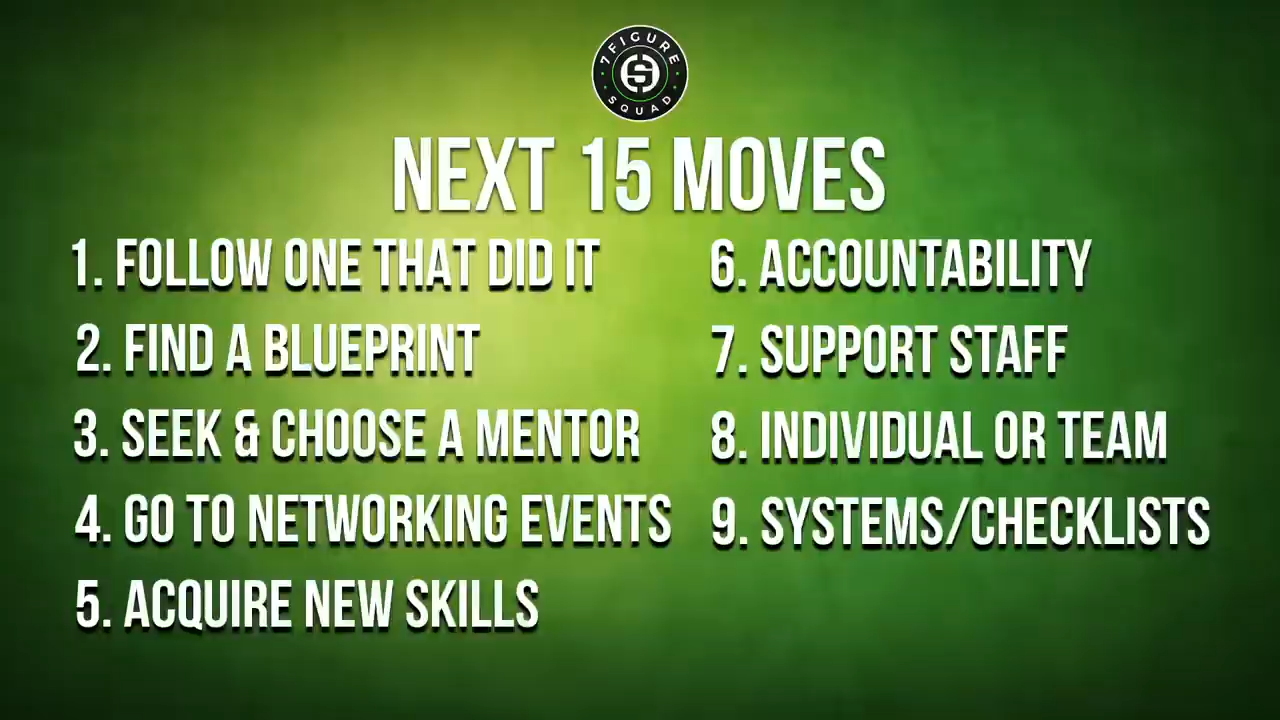 7FIGURE
SQUAD
NEXT 15 MOVES
1. FOLLOW ONE THAT DID IT
2. FIND A BLUEPRINT
3. SEEK & CHOOSE A MENTOR
4. GO TO NETWORKING EVENTS
5. ACQUIRE NEW SKILLS
6. ACCOUNTABILITY
7. SUPPORT STAFF
8. INDIVIDUAL OR TEAM
9. SYSTEMS/CHECKLISTS